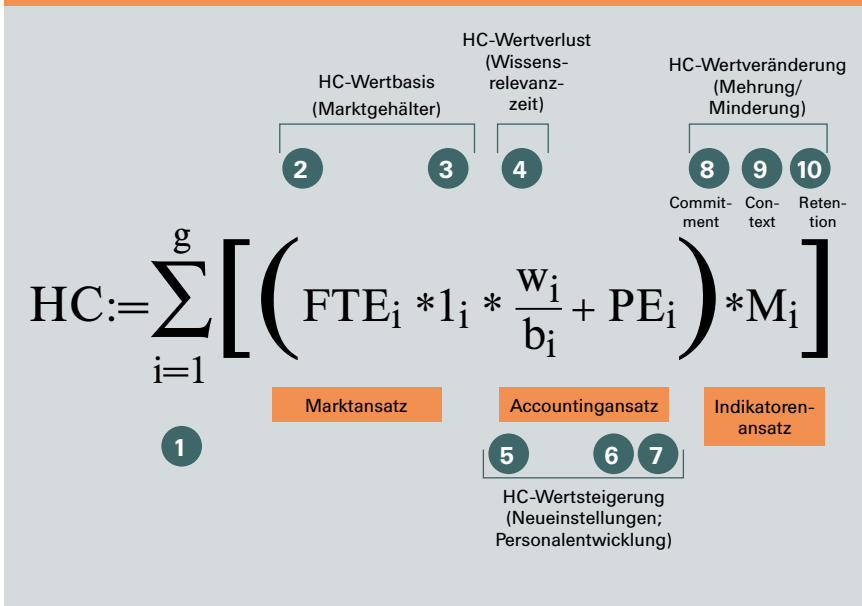 HC-Wertverlust
(Wissens-
relevanz-
zeit)
HC-Wertbasis
(Marktgehälter)
HC-Wertveränderung
(Mehrung/
Minderung)
2 3 4 8 9 10
Commit-
ment
Con-
text
Reten-
tion
g
HC:=∑[(FTEi *1i * wi/bi + PEi)*Mi]
i=1
Marktansatz
Accountingansatz
Indikatoren-
ansatz
1 5 6 7
HC-Wertsteigerung
(Neueinstellungen;
Personalentwicklung)